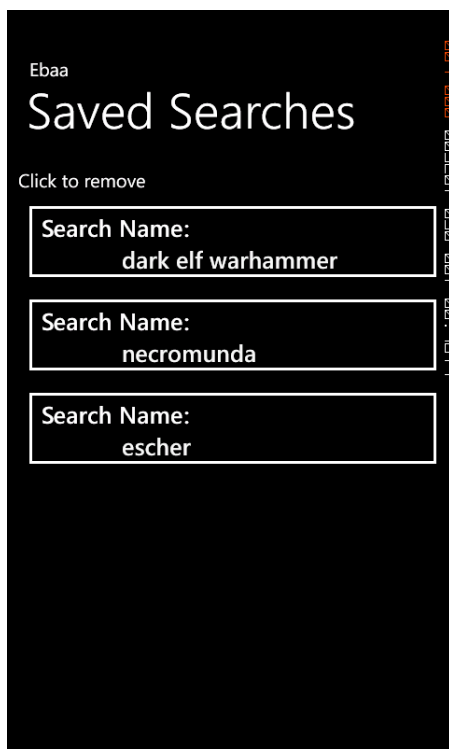 Ebaa
Saved Searches
Click to remove
Search Name:
dark elf warhammer
Search Name:
necromunda
Search Name:
escher